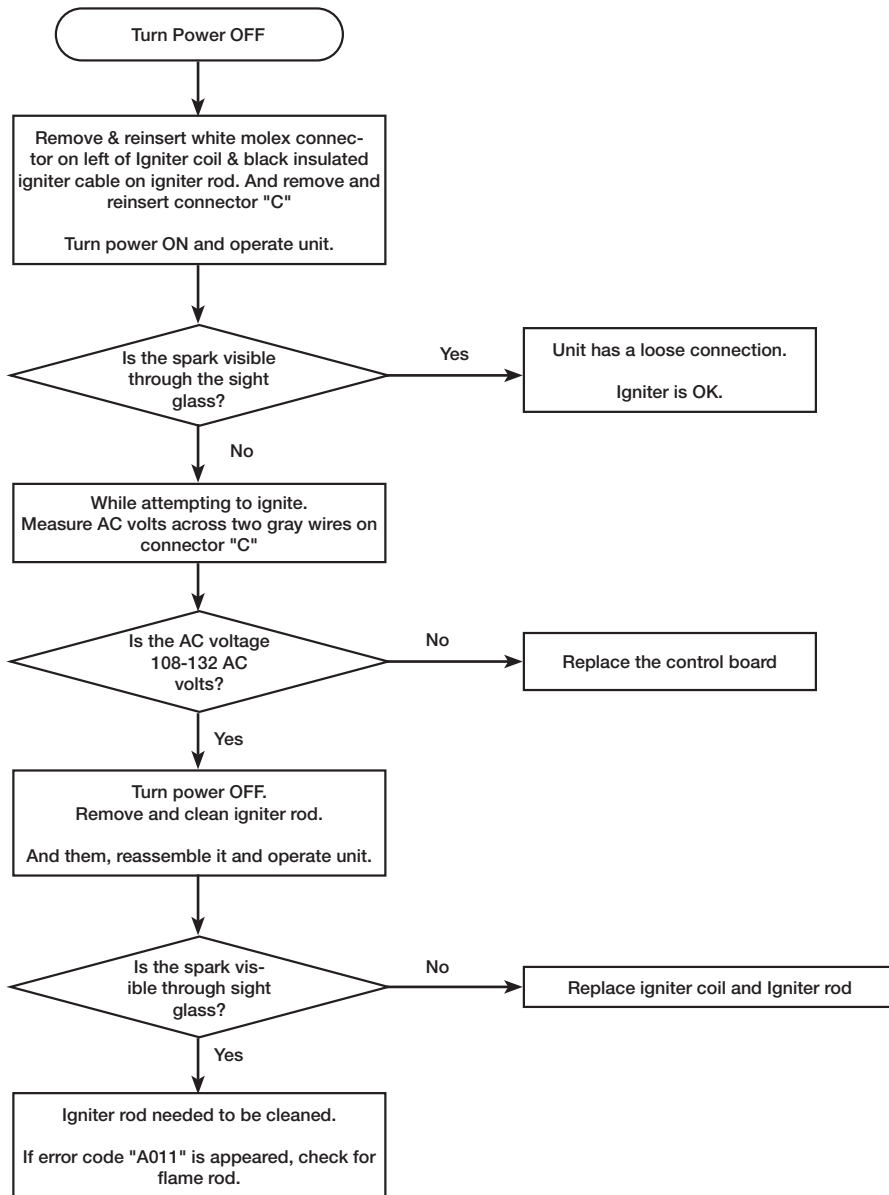 Turn Power OFF
Remove & reinsert white molex connec-
tor on left of Igniter coil & black insulated
igniter cable on igniter rod. And remove and
reinsert connector "C"
Turn power ON and operate unit.
Is the spark visible
through the sight
glass?
Yes
Unit has a loose connection.
Igniter is OK.
No
While attempting to ignite.
Measure AC volts across two gray wires on
connector "C"
Is the AC voltage
108-132 AC
volts?
No
Replace the control board
Yes
Turn power OFF.
Remove and clean igniter rod.
And them, reassemble it and operate unit.
Is the spark vis-
ible through sight
glass?
No
Replace igniter coil and Igniter rod
Yes
Igniter rod needed to be cleaned.
If error code "A011" is appeared, check for
flame rod.